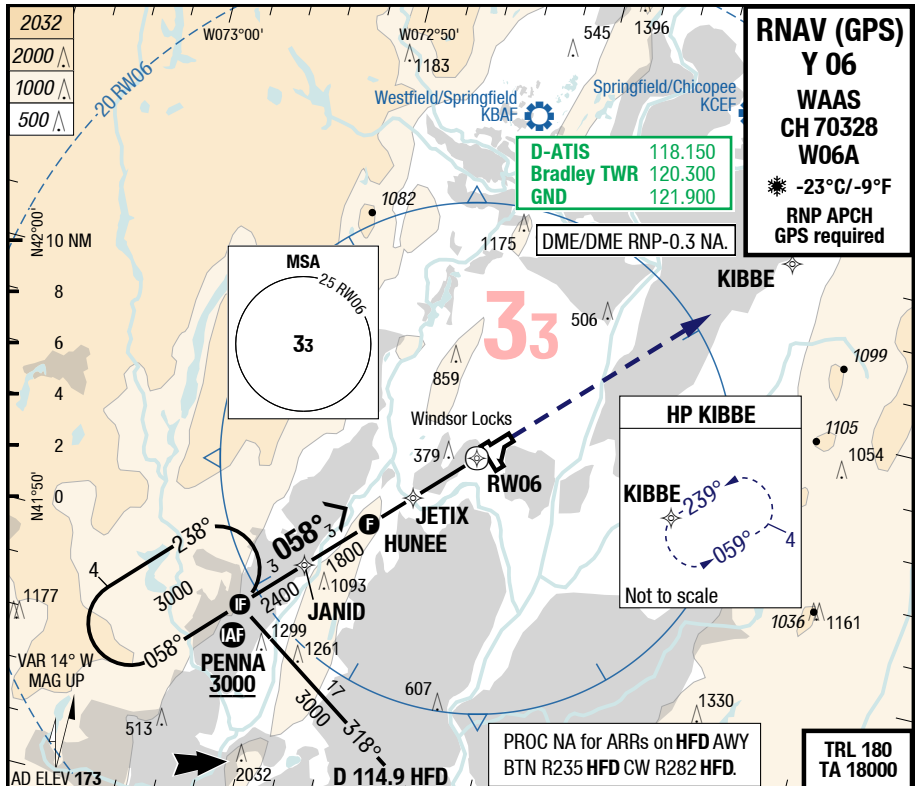 2032
2000
1000
500
W073°00'
W072°50'
1183
545
1396
20 RW06
Westfield/Springfield
KBAF
Springfield/Chicopee
KCEF
RNAV (GPS)
Y 06
WAAS
CH 70328
W06A
-23°C/-9°F
RNP APCH
GPS required
D-ATIS 118.150
Bradley TWR 120.300
GND 121.900
1082
1175
DME/DME RNP-0.3 NA.
N42°00'
10 NM
8
6
4
2
0
N41°50'
MSA
25 RW06
33
33
KIBBE
506
859
1099
1105
1054
Windsor Locks
379
RW06
JETIX
HUNEE
F
058°
3
3
1800
2400
JANID
1093
HP KIBBE
KIBBE
239°
059°
4
Not to scale
238°
4
3000
058°
IF
IAF
PENNA
3000
1177
1299
1261
1036
1161
VAR 14° W
MAG UP
513
607
1330
17
3000
318°
D 114.9 HFD
2032
AD ELEV 173
PROC NA for ARRs on HFD AWY
BTN R235 HFD CW R282 HFD.
TRL 180
TA 18000